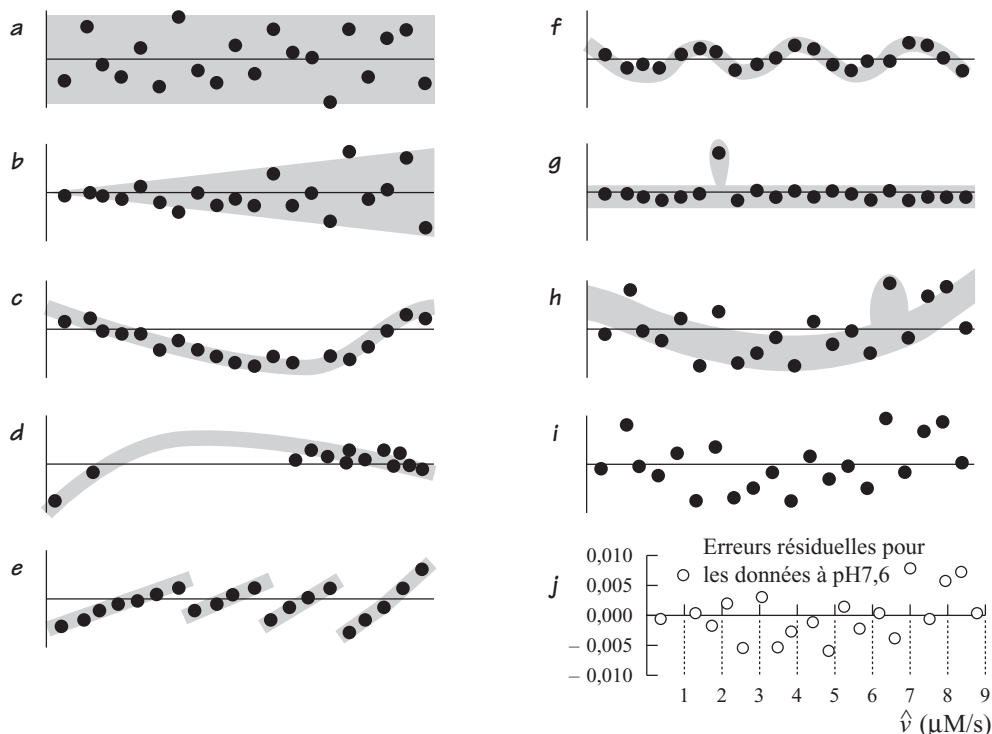 a
b
c
d
e
f
g
h
i
j
Erreurs résiduelles pour
les données à pH7,6
0,010
0,005
0,000
– 0,005
– 0,010
1 2 3 4 5 6 7 8 9
v̂ (µM/s)